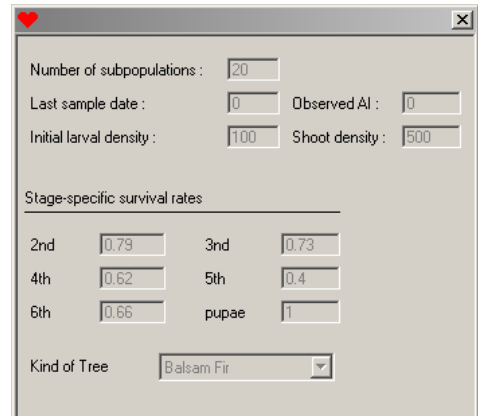 Number of subpopulations : 20
Last sample date : 0 Observed AI : 0
Initial larval density : 100 Shoot density : 500
Stage-specific survival rates
2nd 0.79 3nd 0.73
4th 0.62 5th 0.4
6th 0.66 pupae 1
Kind of Tree Balsam Fir